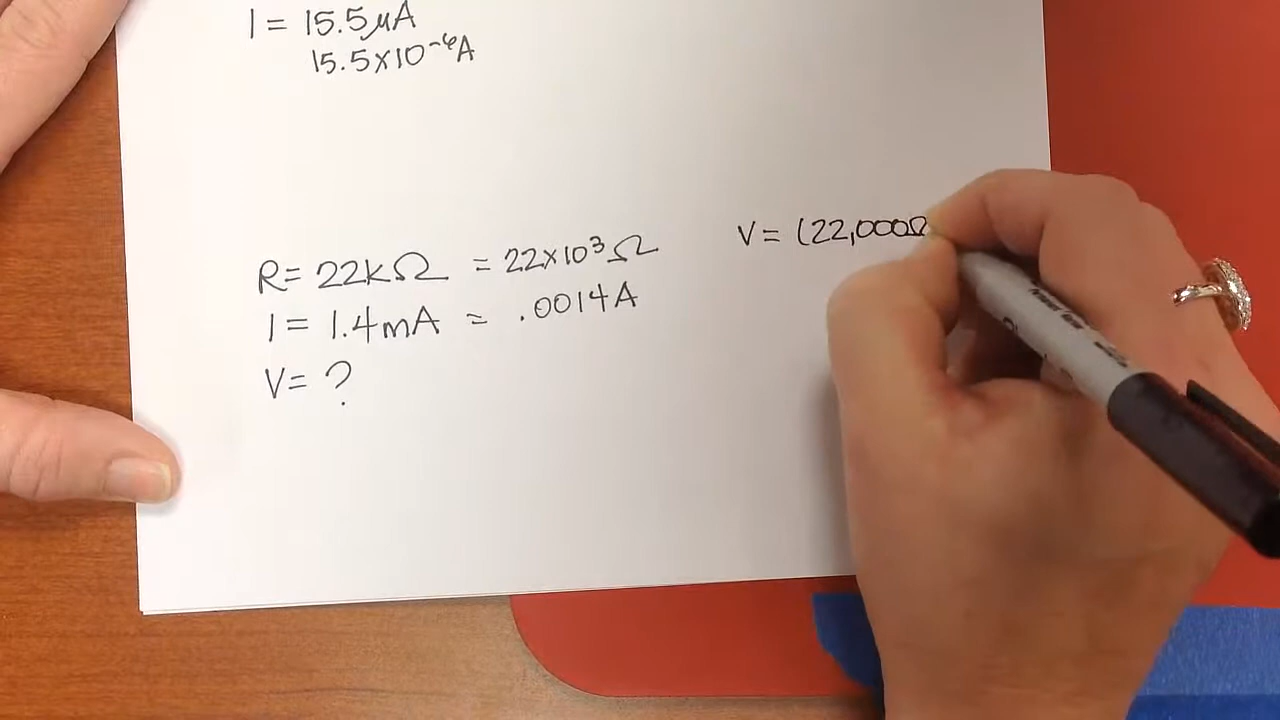 I = 15.5μA
15.5×10⁻⁶A
V = (22,000Ω
R = 22kΩ = 22×10³Ω
I = 1.4mA = .0014A
V = ?